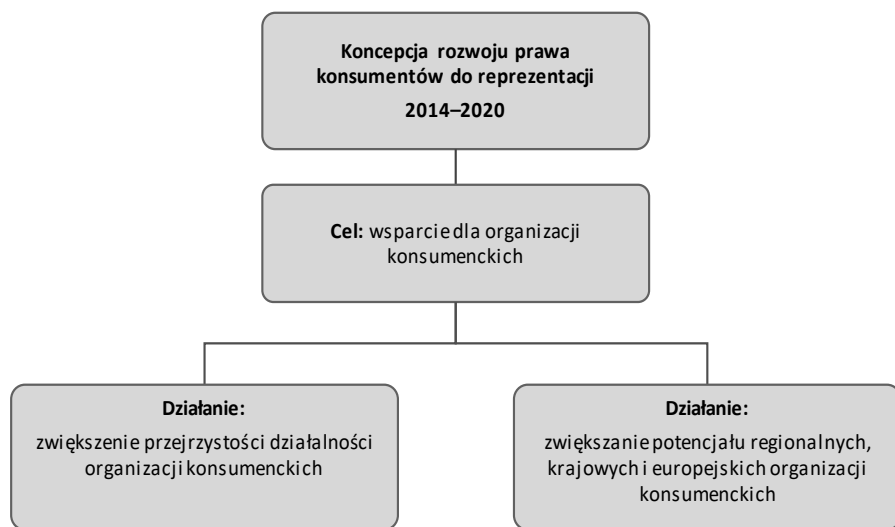 Koncepcja rozwoju prawa
konsumentów do reprezentacji
2014–2020
Cel: wsparcie dla organizacji
konsumenckich
Działanie:
zwiększenie przejrzystości działalności
organizacji konsumenckich
Działanie:
zwiększanie potencjału regionalnych,
krajowych i europejskich organizacji
konsumenckich